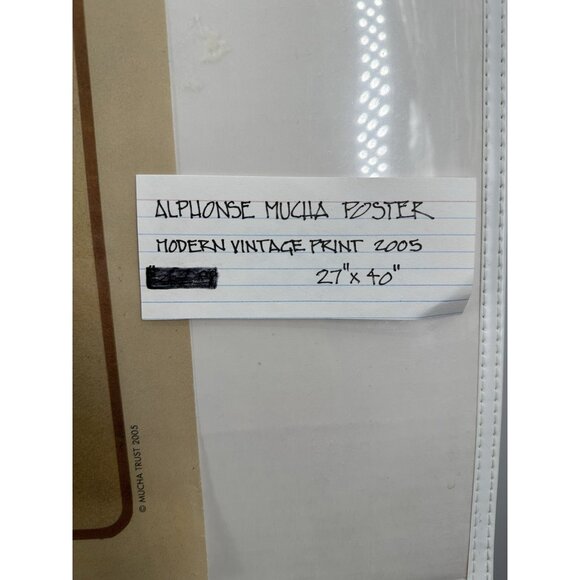 ALPHONSE MUCHA POSTER
MODERN VINTAGE PRINT 2005
27" x 40"
© MUCHA TRUST 2005